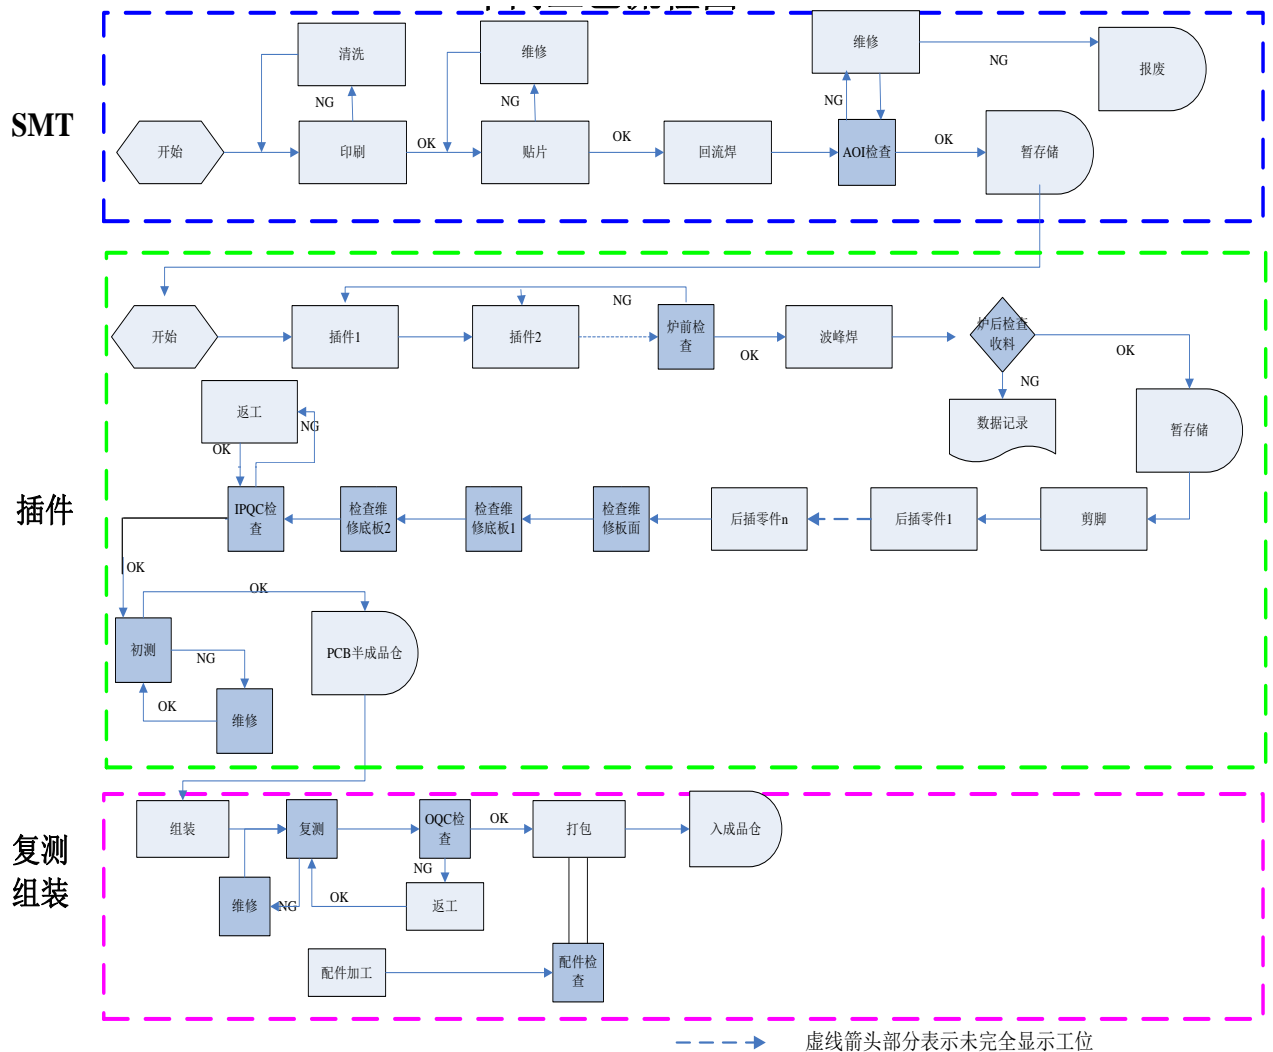 清洗
维修
维修
NG
报废
NG
NG
NG
SMT
开始
印刷
OK
贴片
OK
回流焊
AOI检查
OK
暂存储
NG
开始
插件1
插件2
炉前检
查
OK
波峰焊
炉后检查
收料
OK
NG
返工
NG
OK
数据记录
暂存储
插件
IPQC检
查
检查维
修底板2
检查维
修底板1
检查维
修板面
后插零件n
后插零件1
剪脚
OK
OK
初测
NG
PCB半成品仓
OK
维修
复测
组装
组装
复测
OQC检
查
OK
打包
入成品仓
NG
维修
NG
OK
返工
配件加工
配件检
查
虚线箭头部分表示未完全显示工位